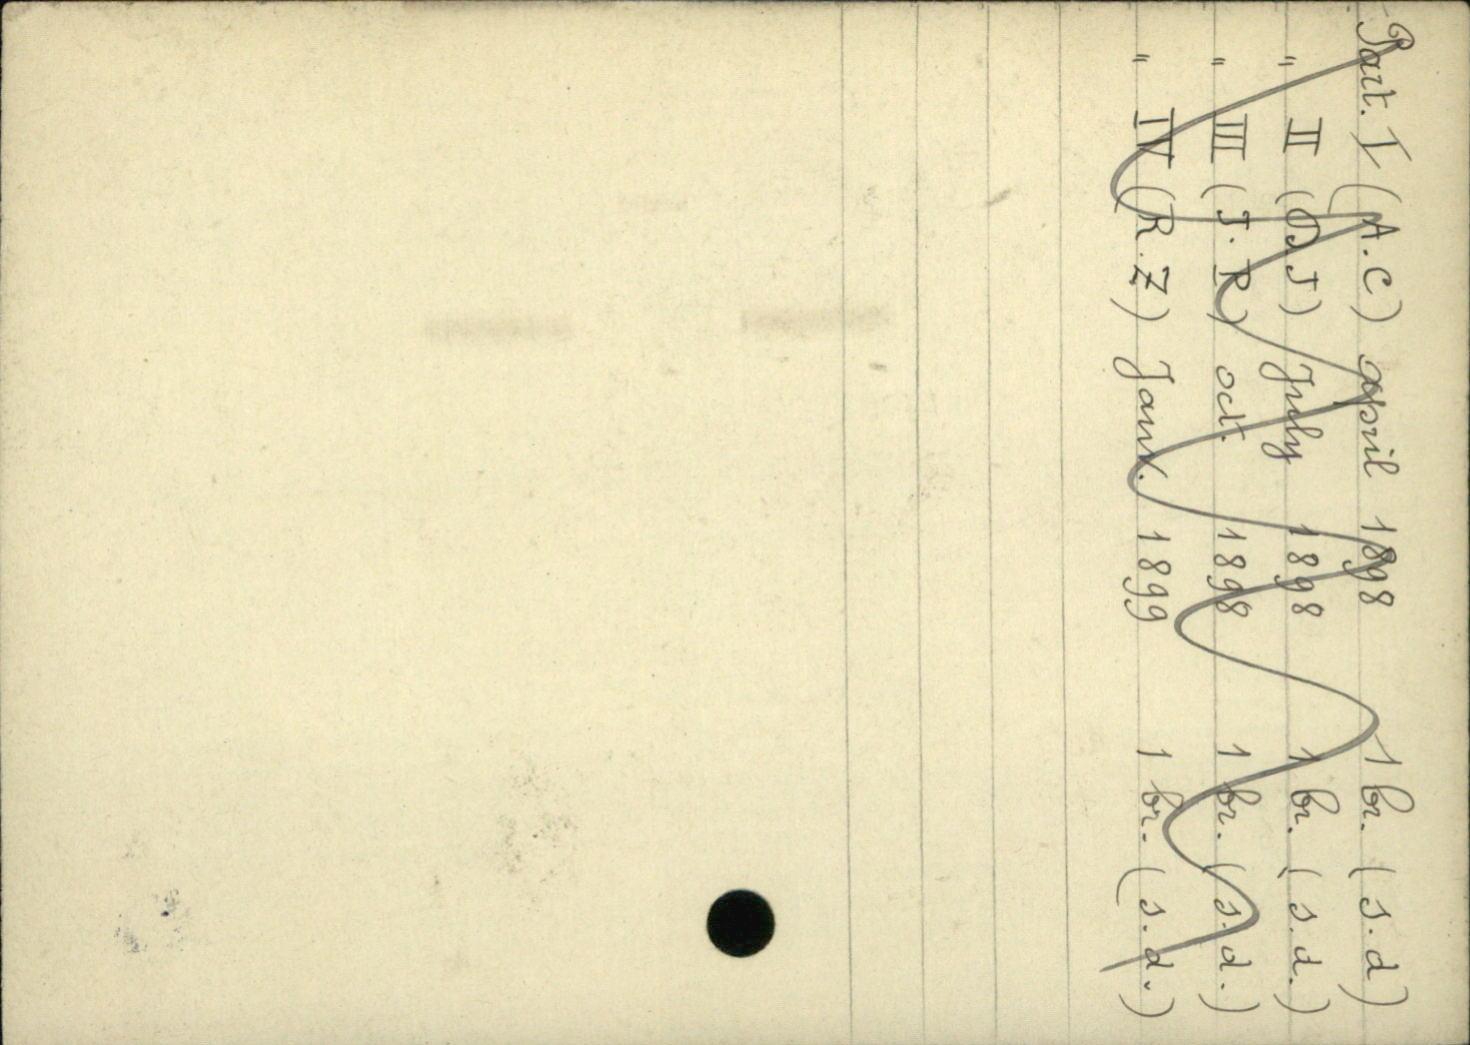 Part. I (A.C) april 1898 1 br. (s.d)
" II (D.J) July 1898 1 br. (s.d.)
" III (J.R) oct. 1898 1 br. (s.d.)
" IV (R.Z) Janv. 1899 1 br. (s.d.)